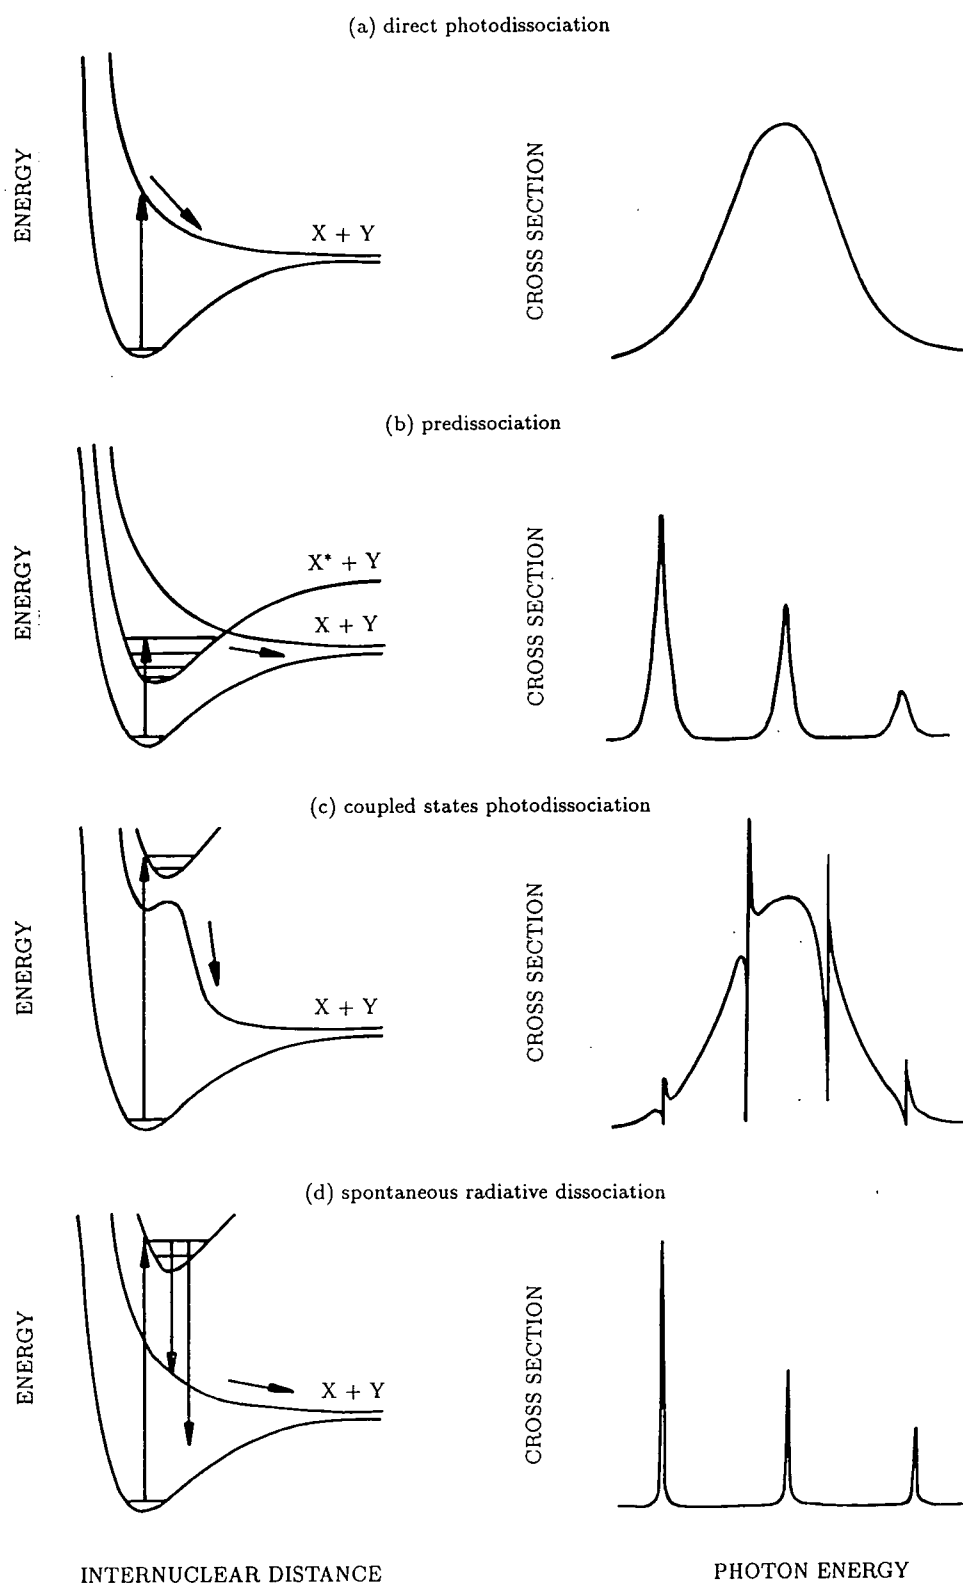 (a) direct photodissociation
ENERGY
X + Y
CROSS SECTION
(b) predissociation
ENERGY
X* + Y
X + Y
CROSS SECTION
(c) coupled states photodissociation
ENERGY
X + Y
CROSS SECTION
(d) spontaneous radiative dissociation
ENERGY
X + Y
CROSS SECTION
INTERNUCLEAR DISTANCE
PHOTON ENERGY